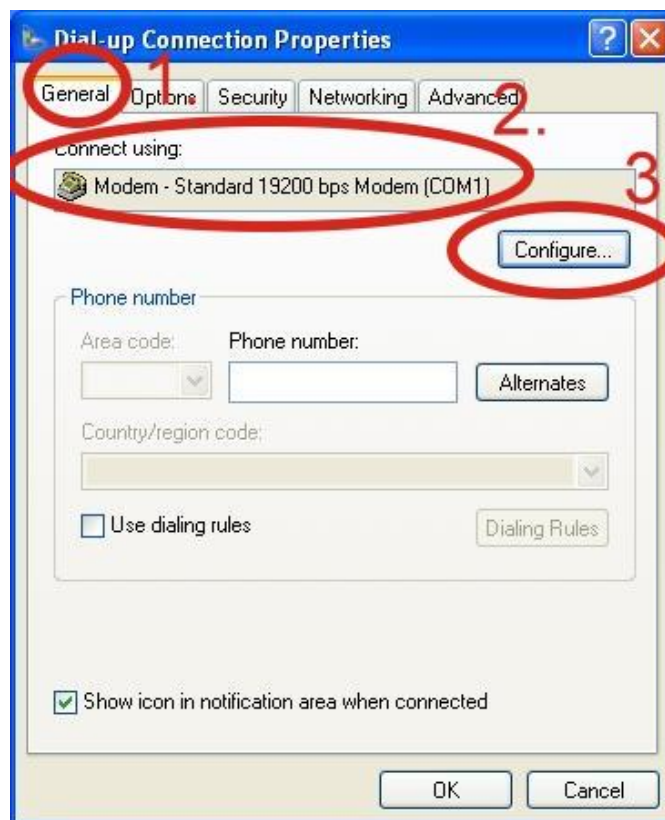 Dial-up Connection Properties
1
General Options Security Networking Advanced
2.
Connect using:
Modem - Standard 19200 bps Modem (COM1)
3
Configure...
Phone number
Area code: Phone number:
Alternates
Country/region code:
Use dialing rules Dialing Rules
Show icon in notification area when connected
OK Cancel